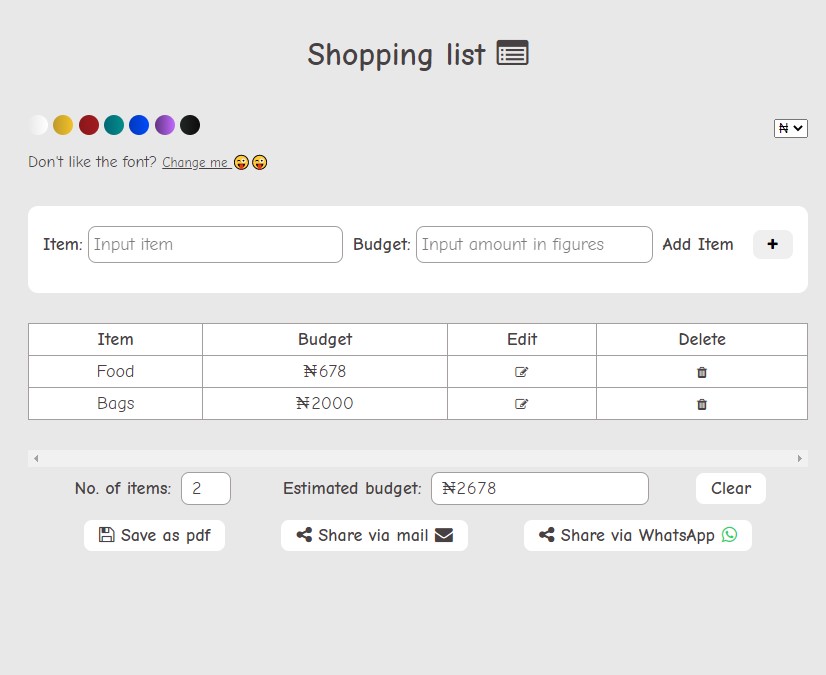 Shopping list
₦
Don't like the font? Change me 😜😜
Item: Input item Budget: Input amount in figures Add Item +
Item Budget Edit Delete
Food ₦678
Bags ₦2000
No. of items: 2 Estimated budget: ₦2678 Clear
Save as pdf Share via mail Share via WhatsApp